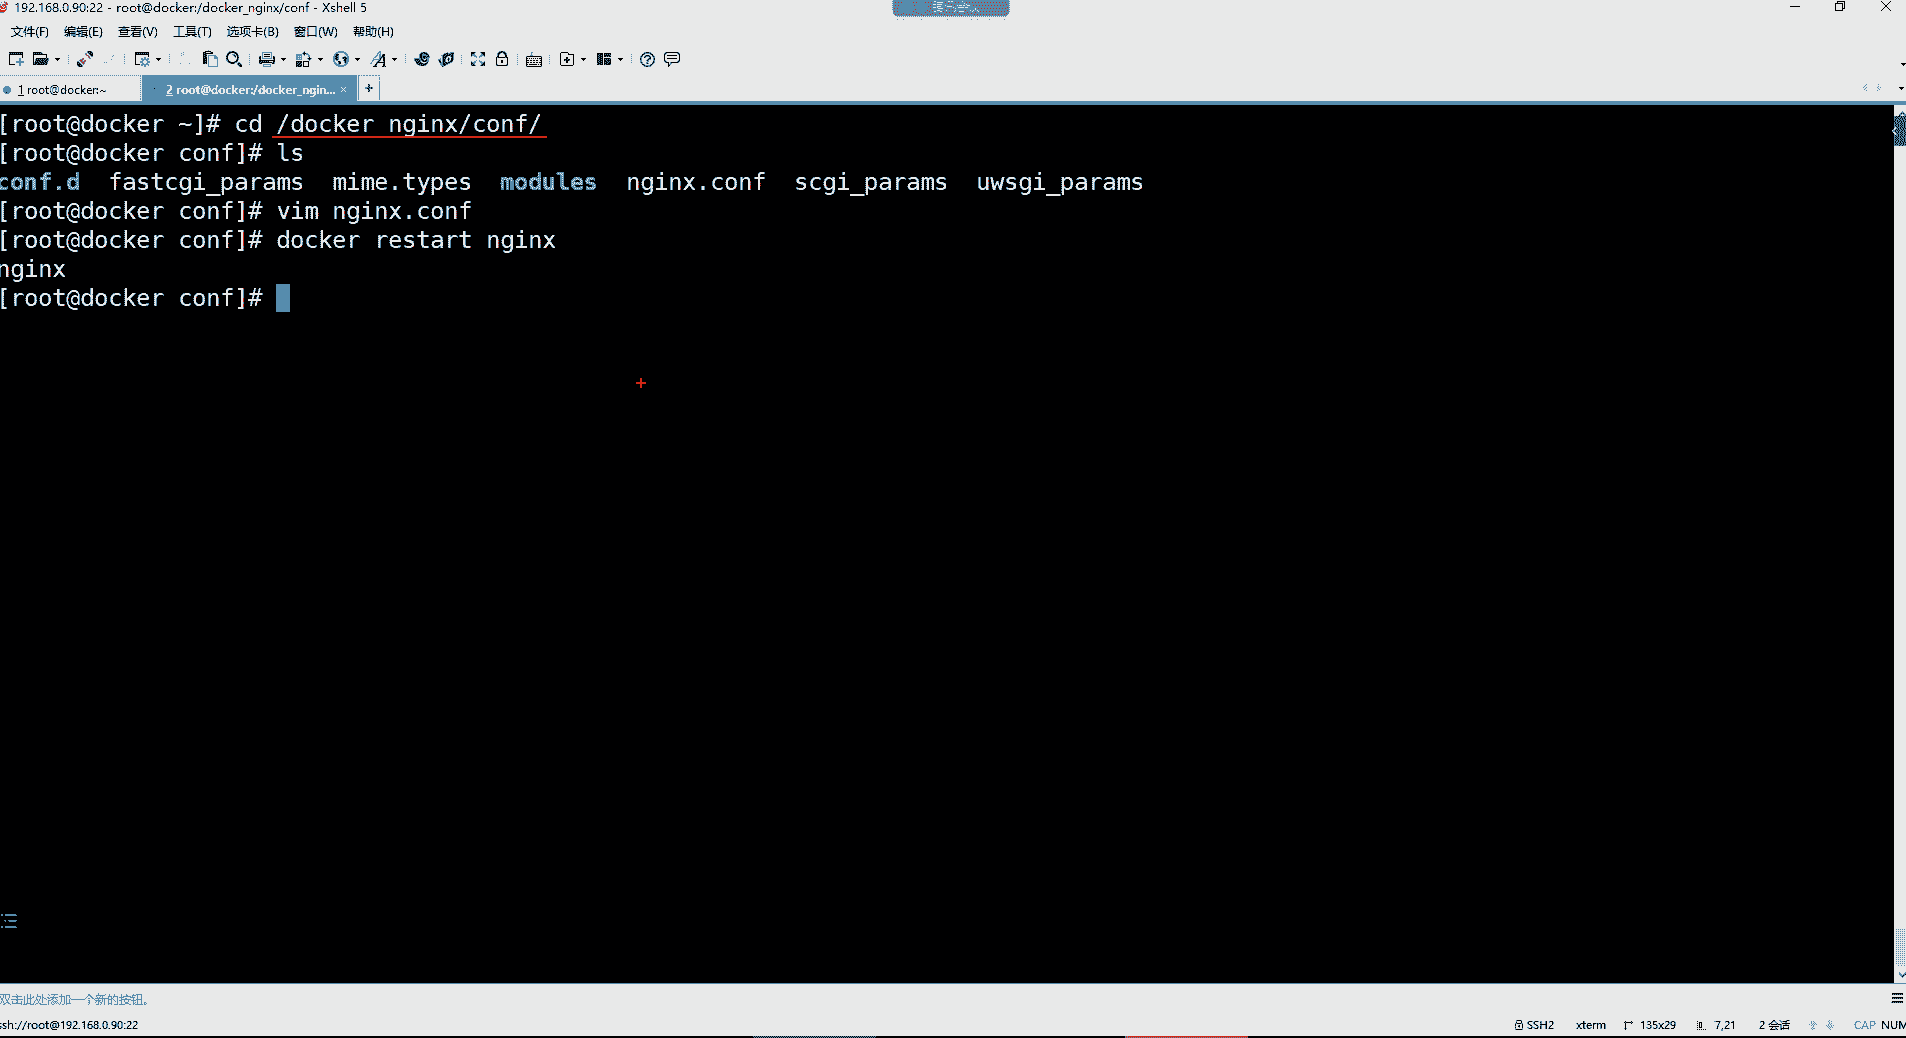 192.168.0.90:22 - root@docker:/docker_nginx/conf - Xshell 5
文件(F) 编辑(E) 查看(V) 工具(T) 选项卡(B) 窗口(W) 帮助(H)
1 root@docker:~ 2 root@docker:/docker_ngin... × +
[root@docker ~]# cd /docker_nginx/conf/
[root@docker conf]# ls
conf.d fastcgi_params mime.types modules nginx.conf scgi_params uwsgi_params
[root@docker conf]# vim nginx.conf
[root@docker conf]# docker restart nginx
nginx
[root@docker conf]#
双击此处添加一个新的按钮。
ssh://root@192.168.0.90:22 SSH2 xterm 135x29 7,21 2 会话 CAP NUM